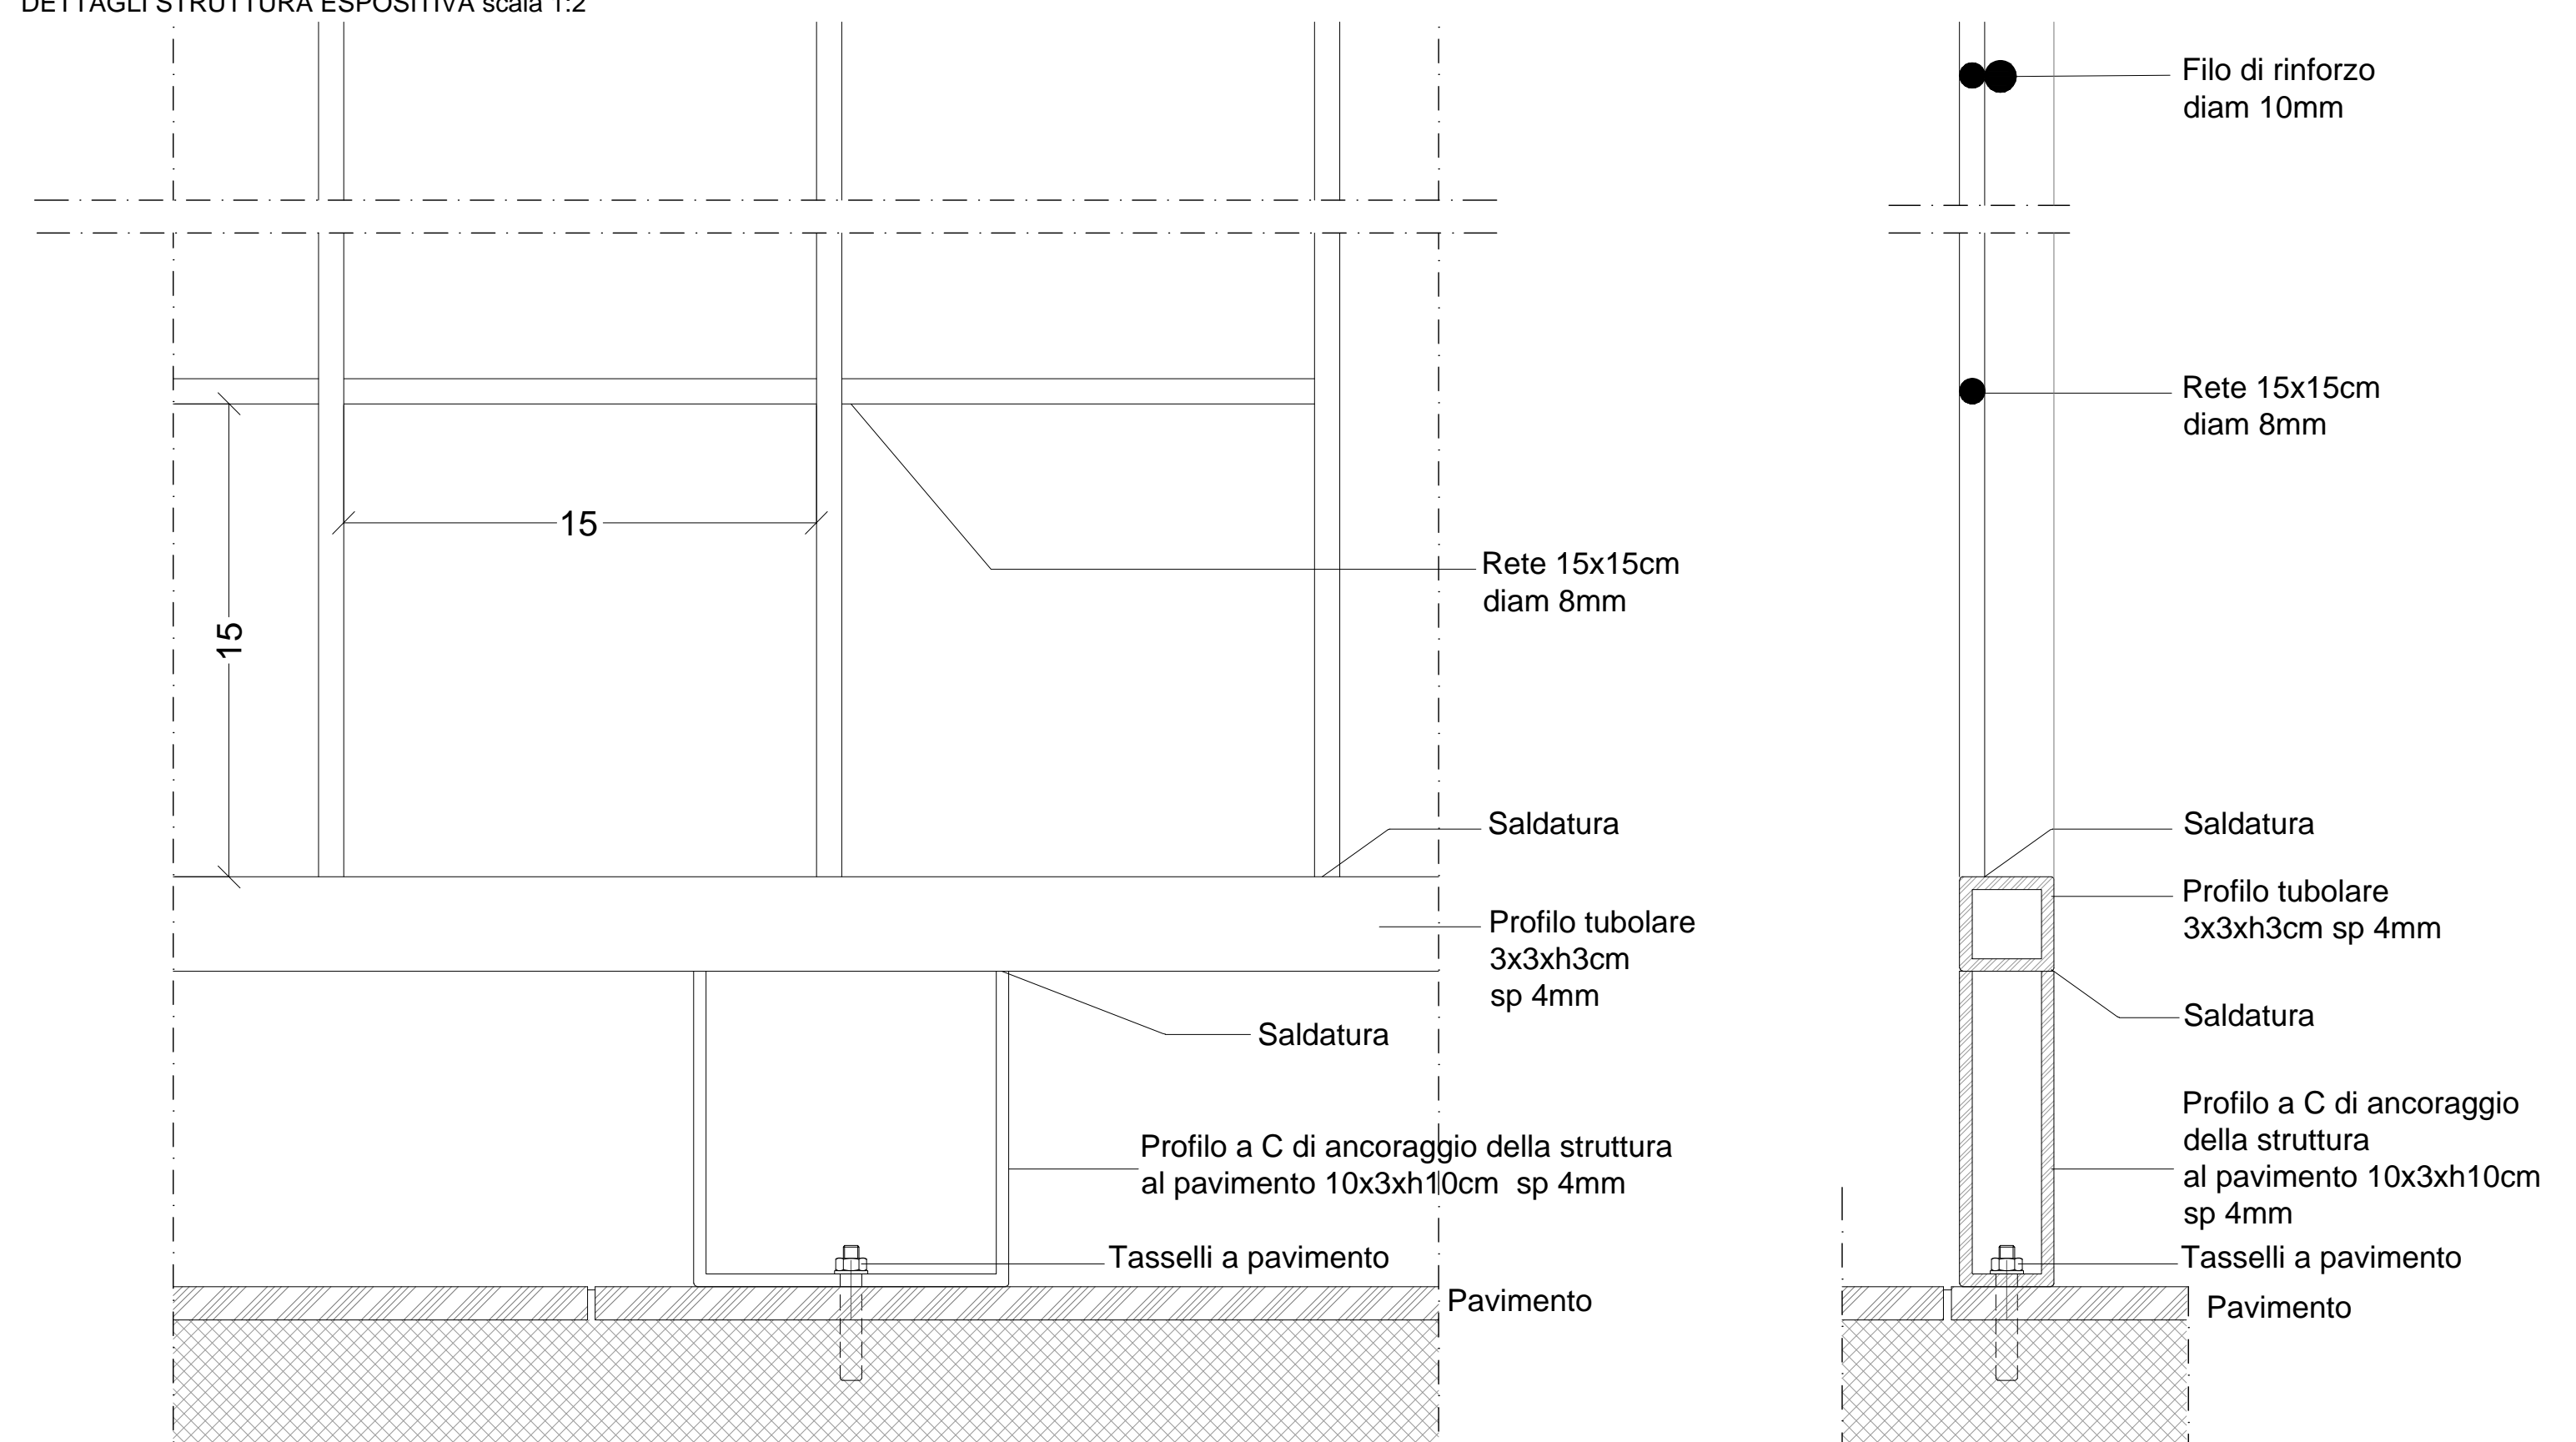 DETTAGLI STRUTTURA ESPOSITIVA scala 1:2
Filo di rinforzo
diam 10mm
Rete 15x15cm
diam 8mm
15
15
Rete 15x15cm
diam 8mm
Saldatura
Profilo tubolare
3x3xh3cm
sp 4mm
Saldatura
Profilo a C di ancoraggio della struttura
al pavimento 10x3xh10cm sp 4mm
Tasselli a pavimento
Pavimento
Saldatura
Profilo tubolare
3x3xh3cm sp 4mm
Saldatura
Profilo a C di ancoraggio
della struttura
al pavimento 10x3xh10cm
sp 4mm
Tasselli a pavimento
Pavimento